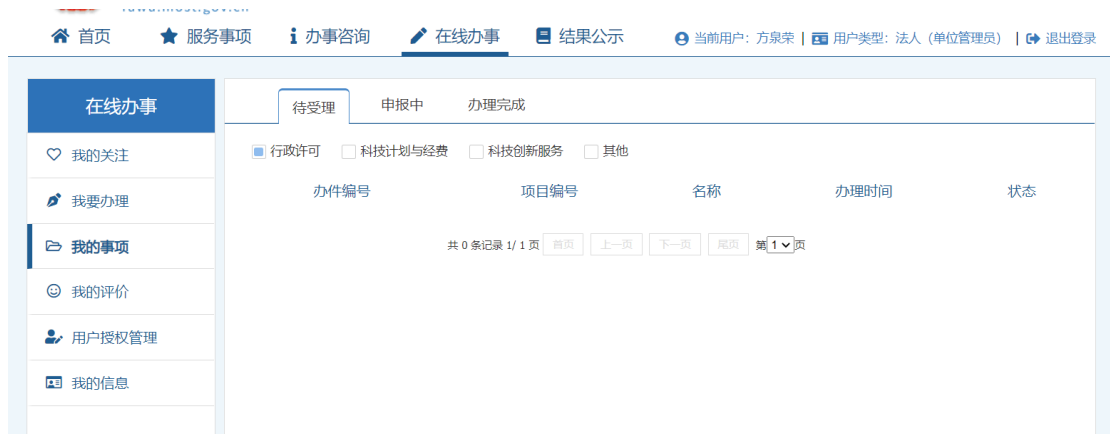 fuwu.most.gov.cn
首页 服务事项 办事咨询 在线办事 结果公示 当前用户：方泉荣 | 用户类型：法人（单位管理员） | 退出登录
在线办事
我的关注
我要办理
我的事项
我的评价
用户授权管理
我的信息
待受理 申报中 办理完成
行政许可 科技计划与经费 科技创新服务 其他
办件编号 项目编号 名称 办理时间 状态
共 0 条记录 1/ 1 页 首页 上一页 下一页 尾页 第 1 页